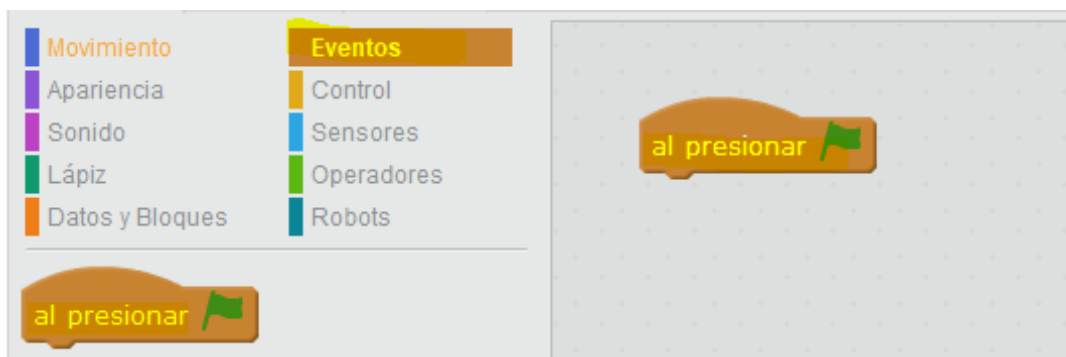 Movimiento
Apariencia
Sonido
Lápiz
Datos y Bloques
Eventos
Control
Sensores
Operadores
Robots
al presionar
al presionar